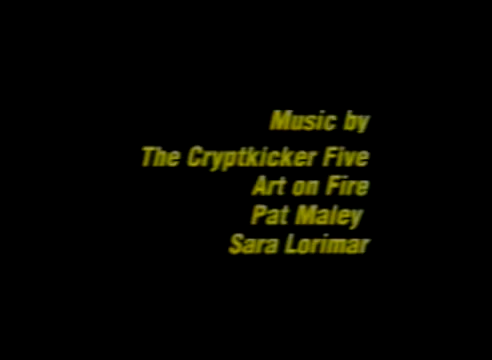 Music by
The Cryptkicker Five
Art on Fire
Pat Maley
Sara Lorimar